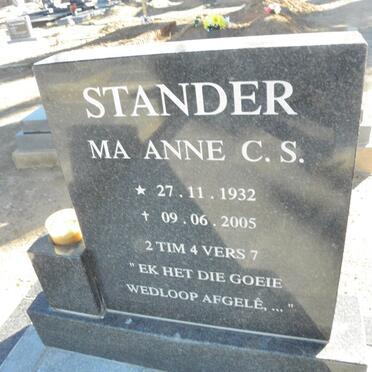 STANDER
MA ANNE C. S.
★ 27 . 11 . 1932
✝ 09 . 06 . 2005
2 TIM 4 VERS 7
" EK HET DIE GOEIE
WEDLOOP AFGELÊ, ... "